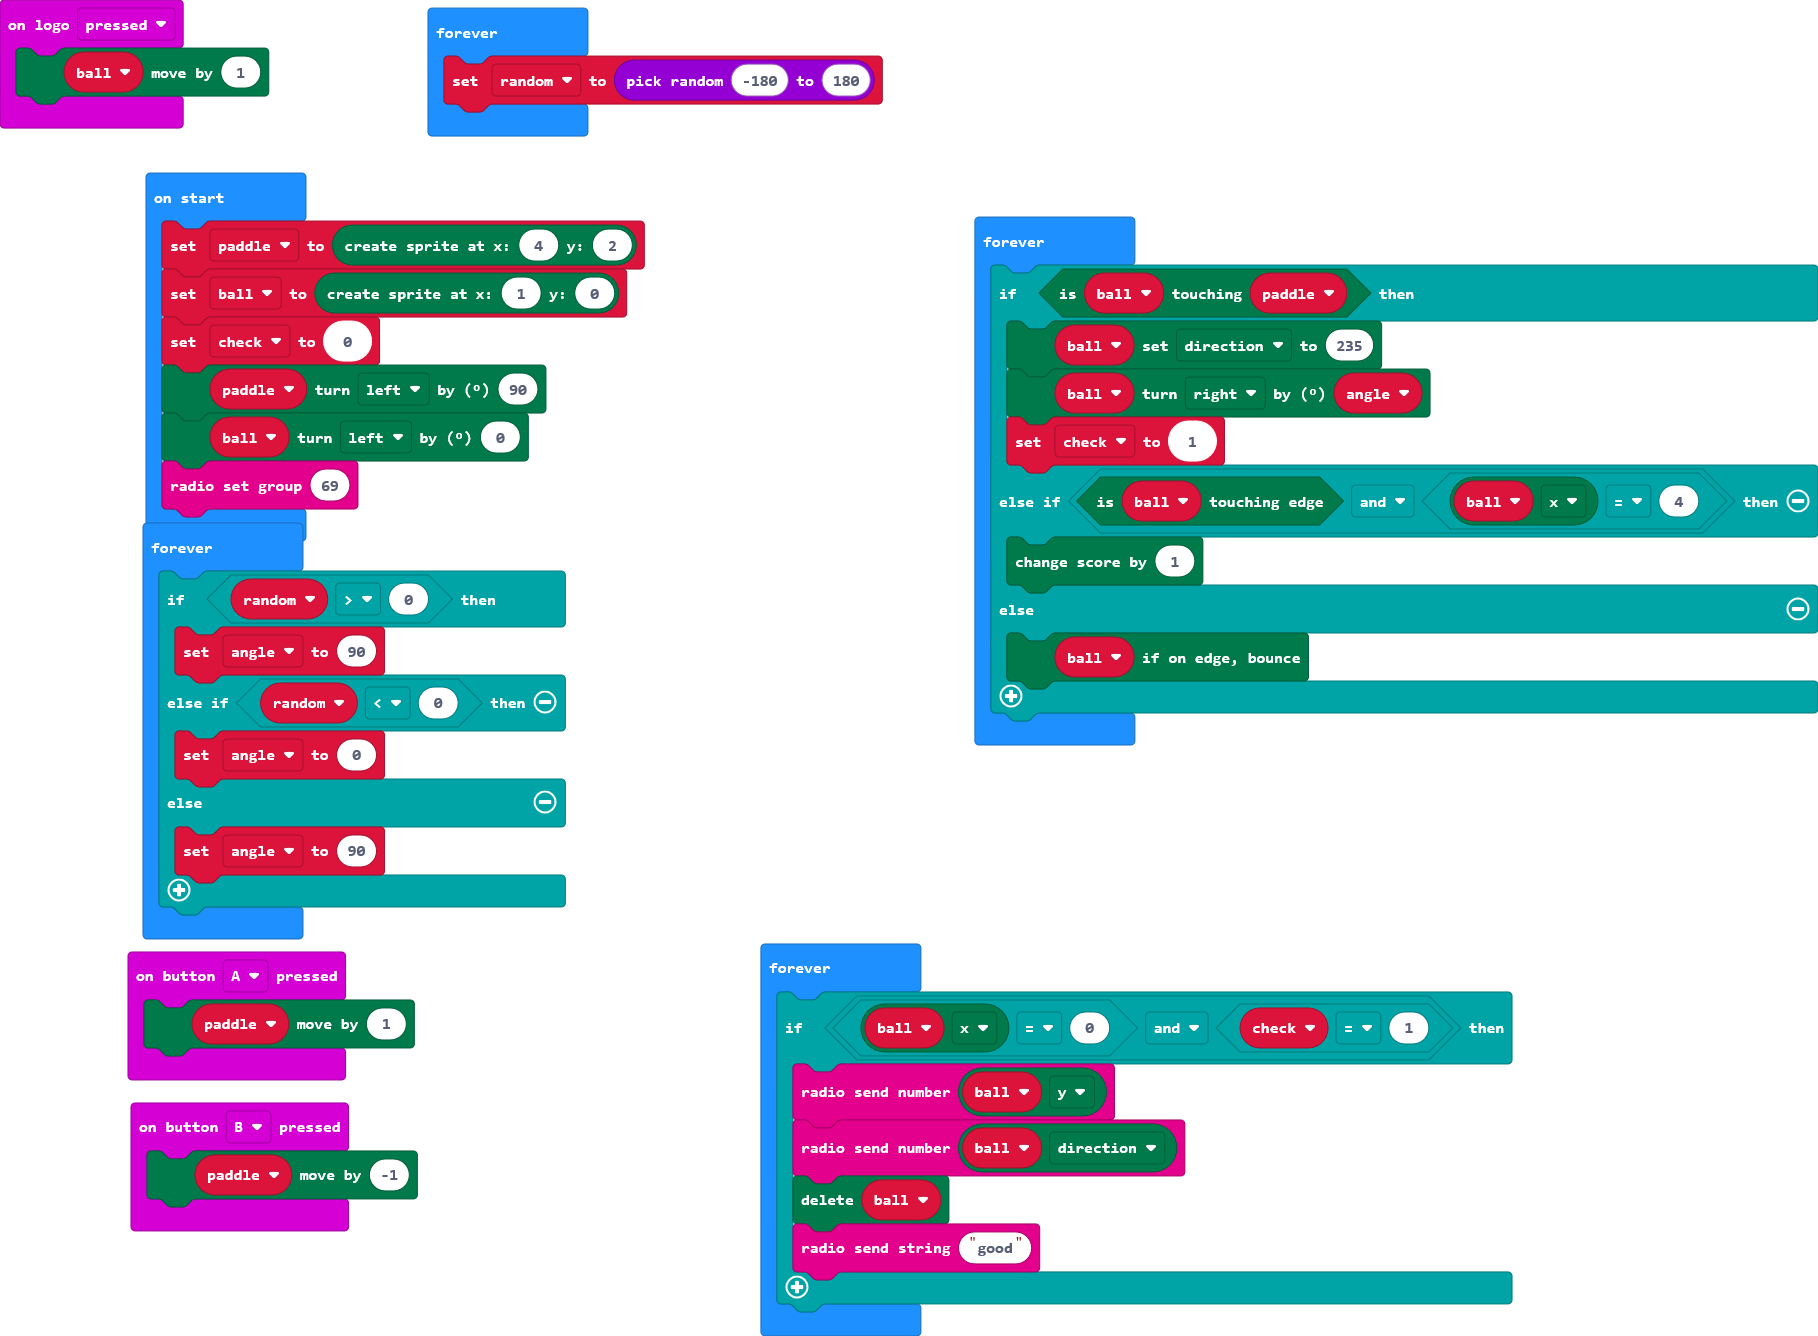 on logo pressed
ball move by 1
forever
set random to pick random -180 to 180
on start
set paddle to create sprite at x: 4 y: 2
set ball to create sprite at x: 1 y: 0
set check to 0
paddle turn left by (º) 90
ball turn left by (º) 0
radio set group 69
forever
if random > 0 then
set angle to 90
else if random < 0 then
set angle to 0
else
set angle to 90
on button A pressed
paddle move by 1
on button B pressed
paddle move by -1
forever
if is ball touching paddle then
ball set direction to 235
ball turn right by (º) angle
set check to 1
else if is ball touching edge and ball x = 4 then
change score by 1
else
ball if on edge, bounce
forever
if ball x = 0 and check = 1 then
radio send number ball y
radio send number ball direction
delete ball
radio send string "good"